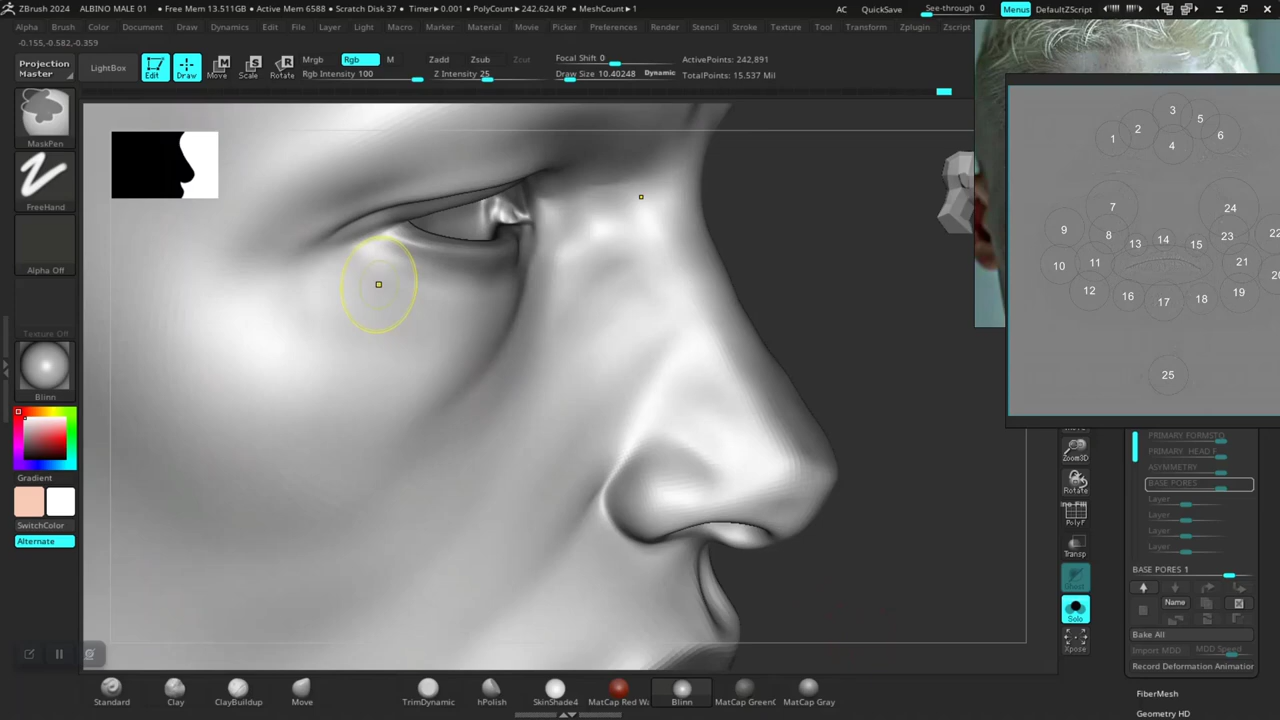 ZBrush 2024 ALBINO MALE 01 • Free Mem 13.511GB • Active Mem 6588 • Scratch Disk 37 • Timer▸0.001 • PolyCount▸242.624 KP • MeshCount▸1 AC QuickSave See-through 0 Menus DefaultZScript
Alpha Brush Color Document Draw Dynamics Edit File Layer Light Macro Marker Material Movie Picker Preferences Render Stencil Stroke Texture Tool Transform Zplugin Zscript
-0.155,-0.582,-0.359
Projection Master
LightBox
Edit
Draw
Move
Scale
Rotate
Mrgb Rgb M
Rgb Intensity 100
Zadd Zsub Zcut
Z Intensity 25
Focal Shift 0
Draw Size 10.40248 Dynamic
ActivePoints: 242,891
TotalPoints: 15.537 Mil
MaskPen
FreeHand
Alpha Off
Texture Off
Blinn
Gradient
SwitchColor
Alternate
3
5
2
6
1
4
7
24
9
8
23
22
13
14
15
10
11
21
20
12
16
17
18
19
25
Zoom3D
Rotate
PolyF
Transp
Ghost
Solo
Xpose
PRIMARY FORMSTO
PRIMARY HEAD F
ASYMMETRY
BASE PORES
Layer
Layer
Layer
Layer
BASE PORES 1
Name
Bake All
Import MDD MDD Speed
Record Deformation Animation
FiberMesh
Geometry HD
Standard Clay ClayBuildup Move TrimDynamic hPolish SkinShade4 MatCap Red Wa Blinn MatCap GreenC MatCap Gray